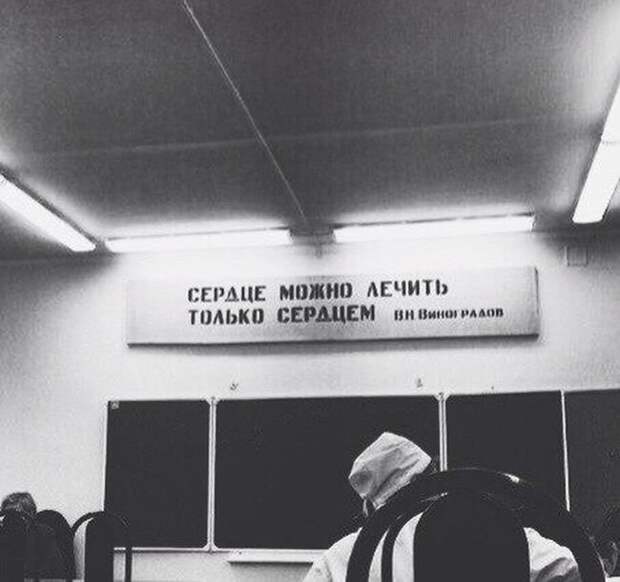 СЕРДЦЕ МОЖНО ЛЕЧИТЬ
ТОЛЬКО СЕРДЦЕМ В.Н.ВИНОГРАДОВ